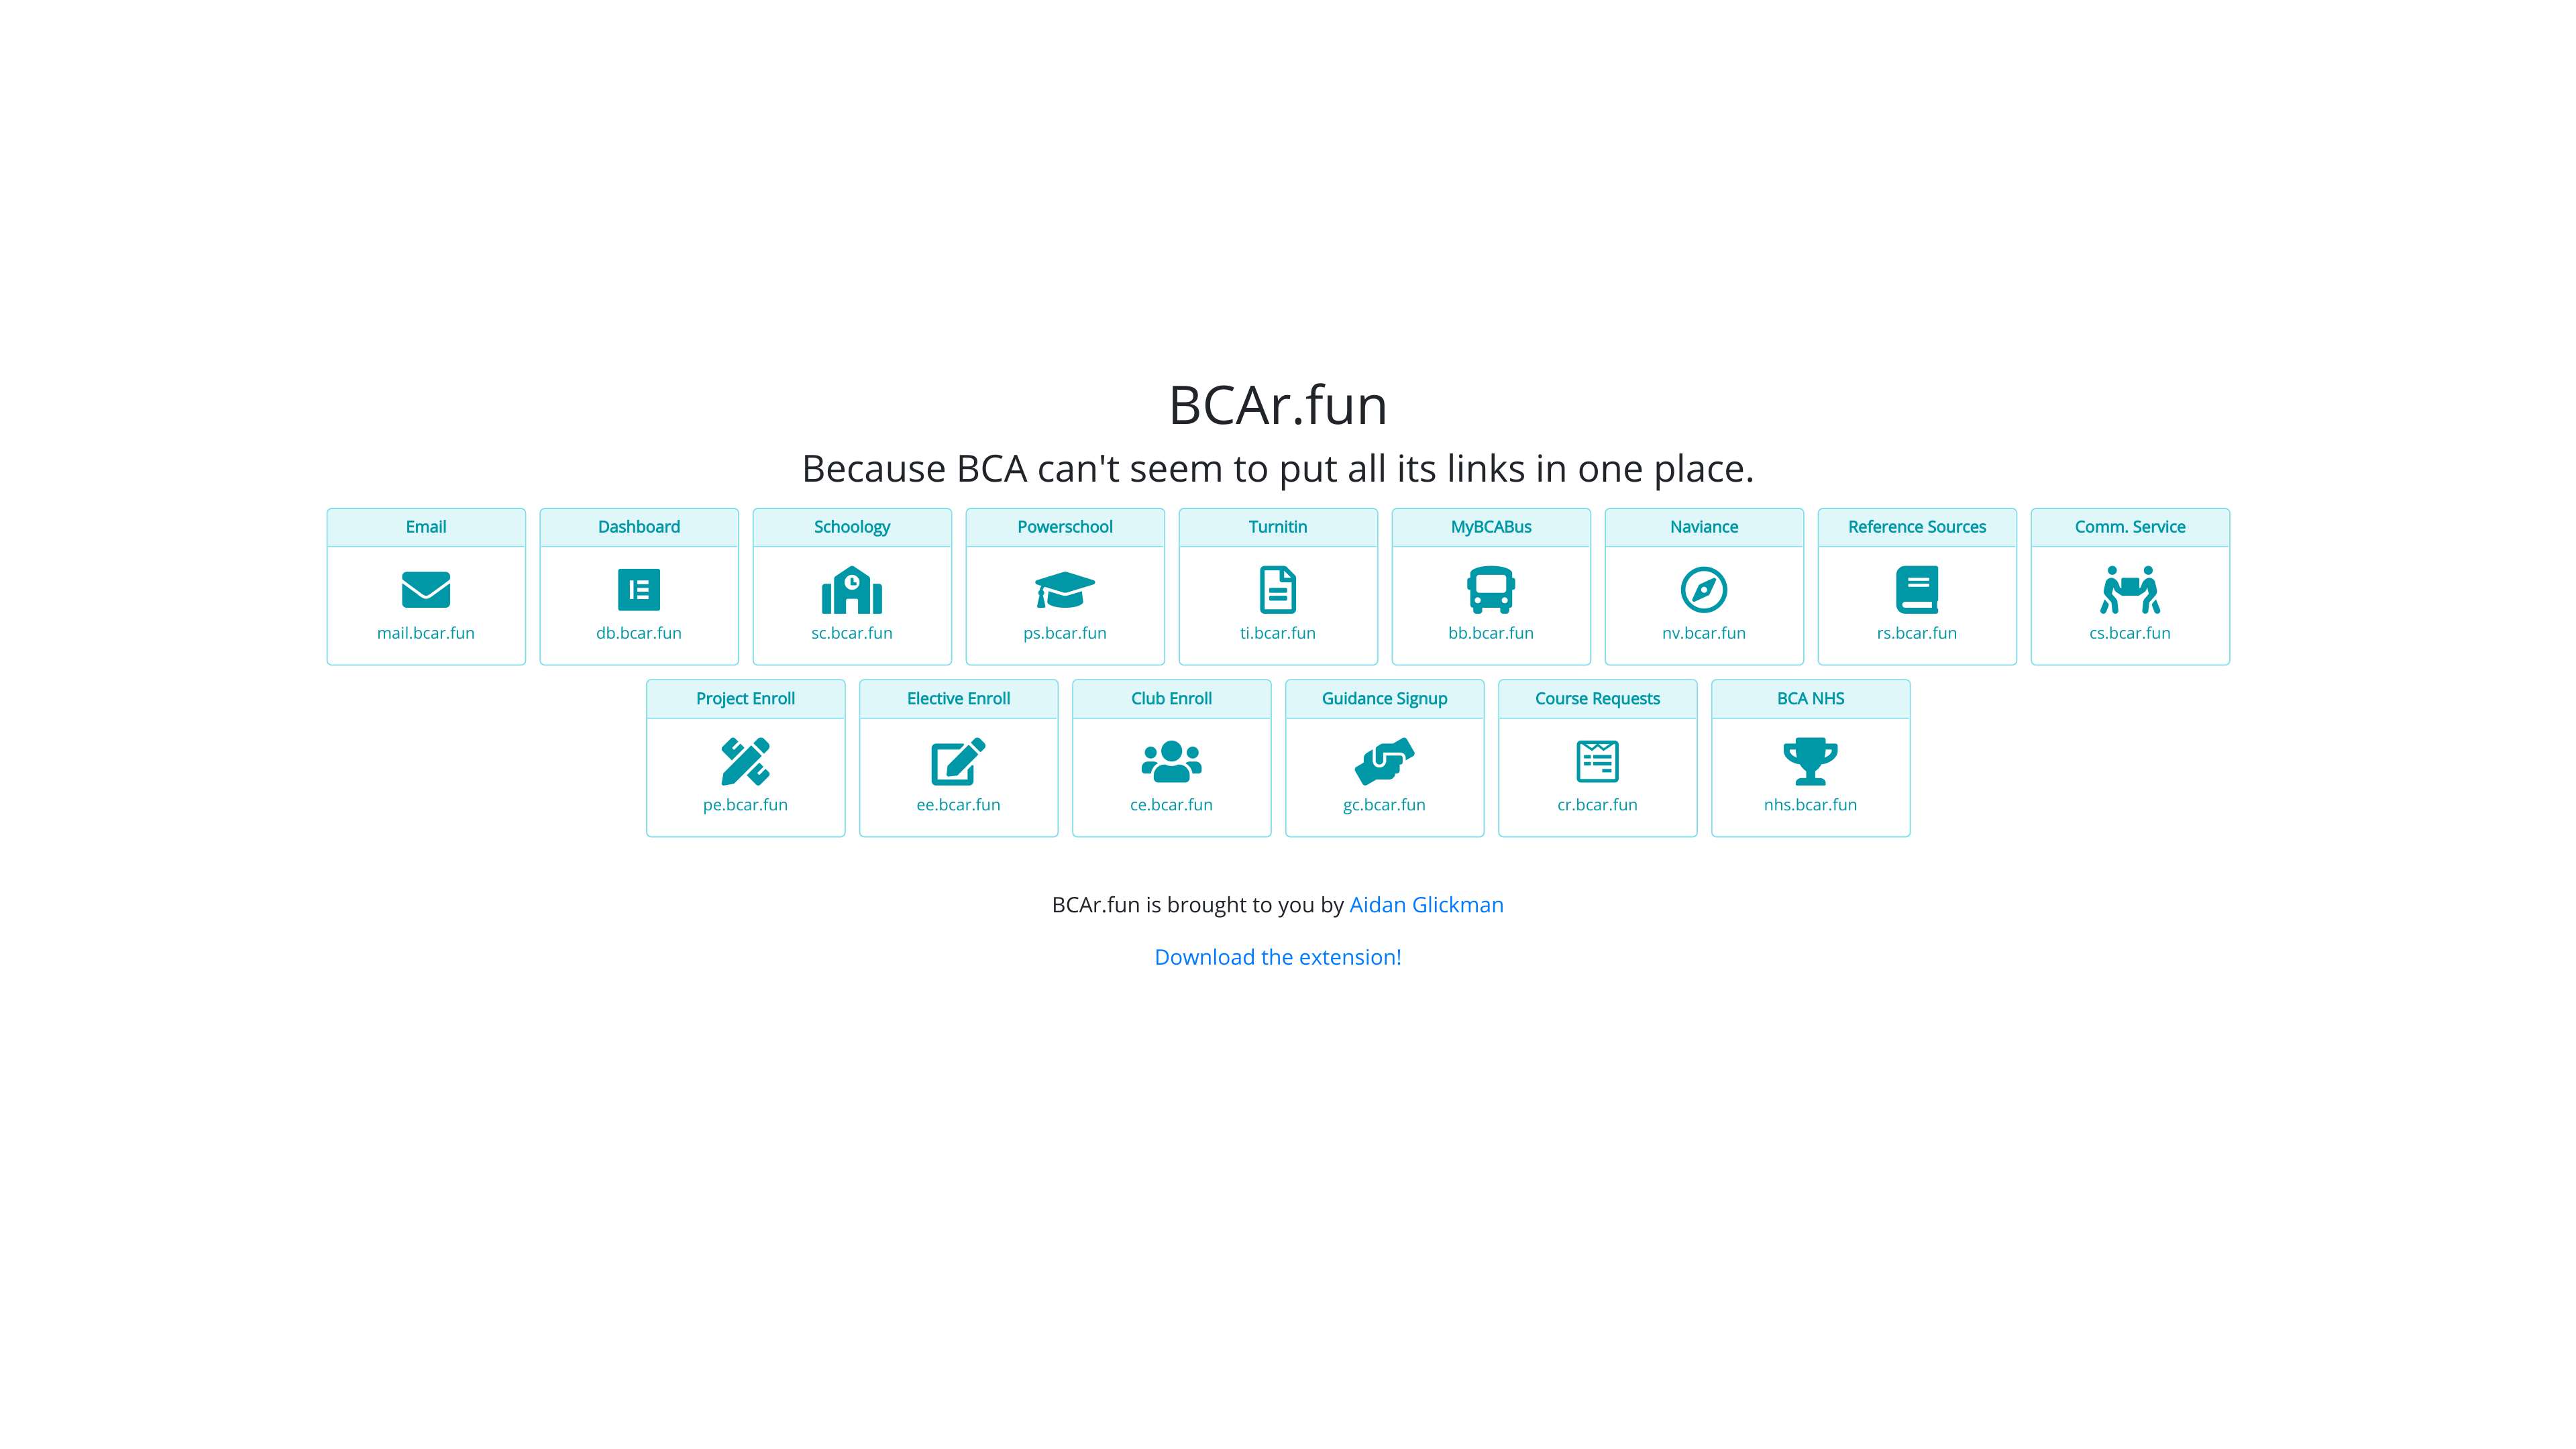 BCAr.fun
Because BCA can't seem to put all its links in one place.
Email
mail.bcar.fun
Dashboard
db.bcar.fun
Schoology
sc.bcar.fun
Powerschool
ps.bcar.fun
Turnitin
ti.bcar.fun
MyBCABus
bb.bcar.fun
Naviance
nv.bcar.fun
Reference Sources
rs.bcar.fun
Comm. Service
cs.bcar.fun
Project Enroll
pe.bcar.fun
Elective Enroll
ee.bcar.fun
Club Enroll
ce.bcar.fun
Guidance Signup
gc.bcar.fun
Course Requests
cr.bcar.fun
BCA NHS
nhs.bcar.fun
BCAr.fun is brought to you by Aidan Glickman
Download the extension!